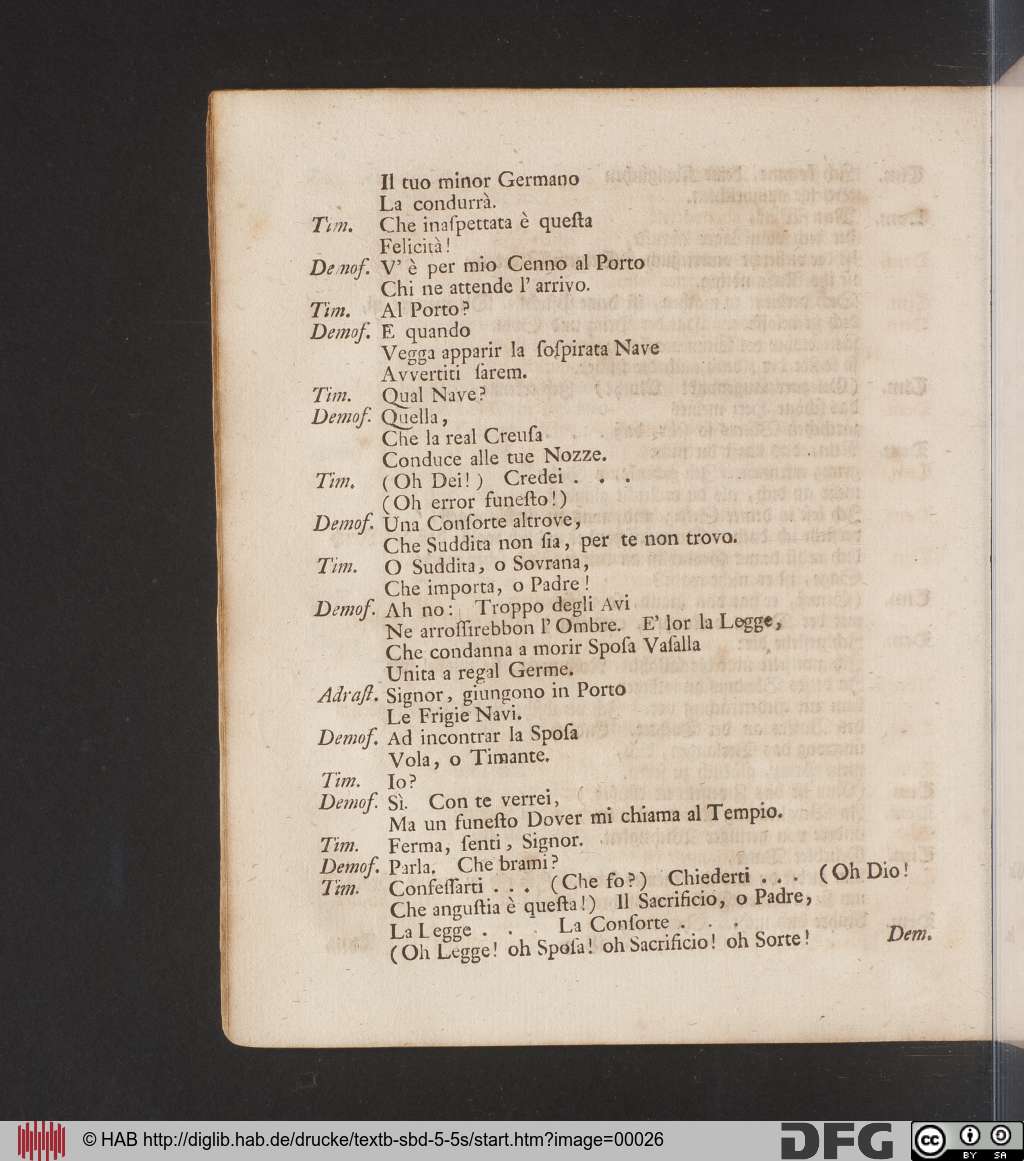 Il tuo minor Germano
La condurrà.
Tim. Che inaſpettata è queſta
Felicità!
Demof. V' è per mio Cenno al Porto
Chi ne attende l' arrivo.
Tim. Al Porto?
Demof. E quando
Vegga apparir la ſoſpirata Nave
Avvertiti ſarem.
Tim. Qual Nave?
Demof. Quella,
Che la real Creuſa
Conduce alle tue Nozze.
Tim. (Oh Dei!) Credei . . .
(Oh error funeſto!)
Demof. Una Conſorte altrove,
Che Suddita non ſia, per te non trovo.
Tim. O Suddita, o Sovrana,
Che importa, o Padre!
Demof. Ah no: Troppo degli Avi
Ne arroſſirebbon l' Ombre. E' lor la Legge,
Che condanna a morir Spoſa Vaſalla
Unita a regal Germe.
Adraſt. Signor, giungono in Porto
Le Frigie Navi.
Demof. Ad incontrar la Spoſa
Vola, o Timante.
Tim. Io?
Demof. Sì. Con te verrei,
Ma un funeſto Dover mi chiama al Tempio.
Tim. Ferma, ſenti, Signor.
Demof. Parla. Che brami?
Tim. Confeſſarti . . . (Che fo?) Chiederti . . . (Oh Dio!
Che anguſtia è queſta!) Il Sacrificio, o Padre,
La Legge . . . La Conſorte . . .
(Oh Legge! oh Spoſa! oh Sacrificio! oh Sorte!
Dem.
© HAB http://diglib.hab.de/drucke/textb-sbd-5-5s/start.htm?image=00026
DFG
cc BY SA